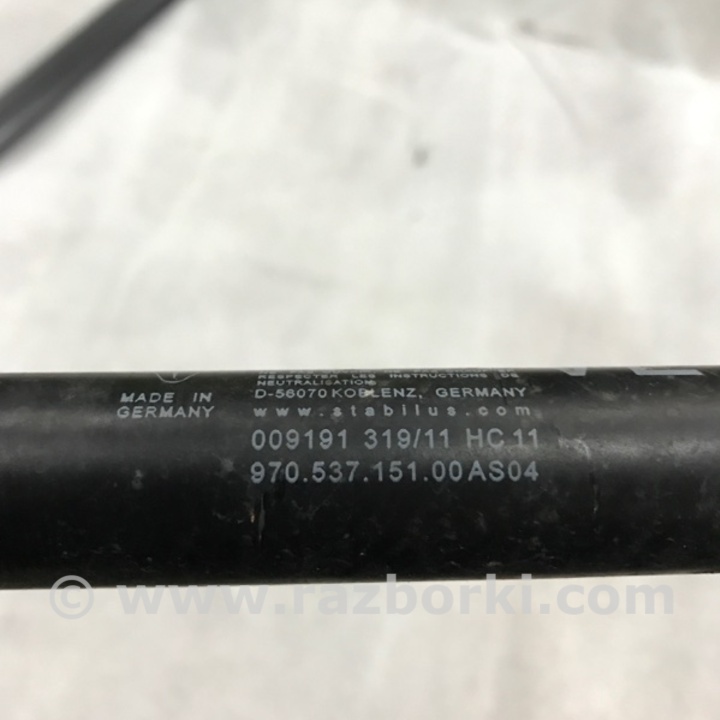 RESPECTER LES INSTRUCTIONS DE
NEUTRALISATION
D-56070 KOBLENZ, GERMANY
MADE IN
GERMANY
www.stabilus.com
009191 319/11 HC 11
970.537.151.00AS04
© www.razborki.com